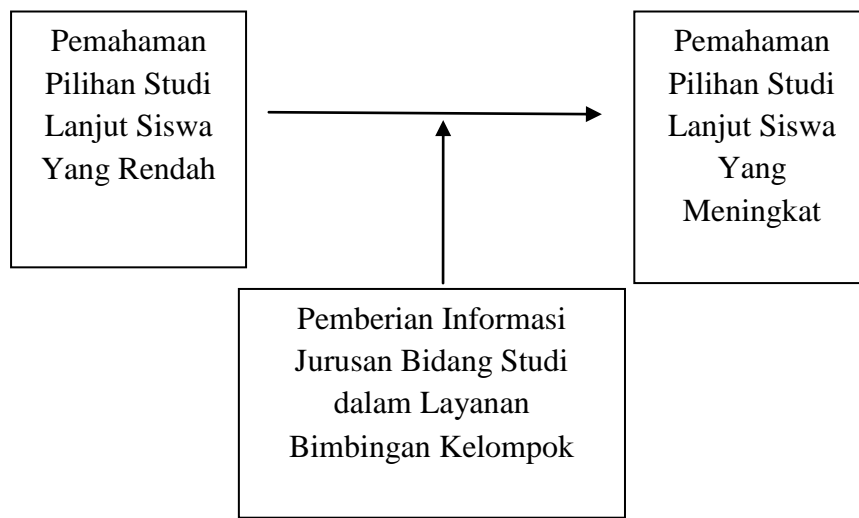 Pemahaman
Pilihan Studi
Lanjut Siswa
Yang Rendah
Pemahaman
Pilihan Studi
Lanjut Siswa
Yang
Meningkat
Pemberian Informasi
Jurusan Bidang Studi
dalam Layanan
Bimbingan Kelompok